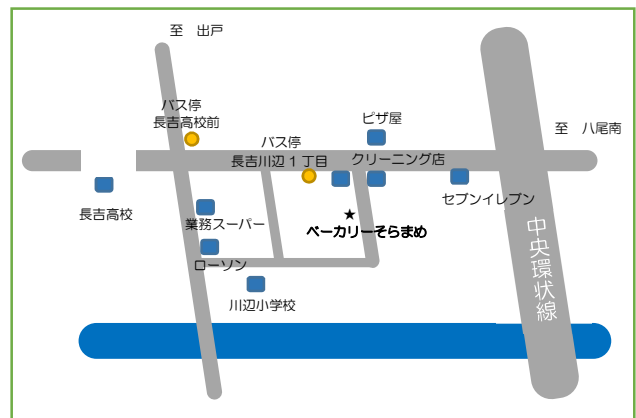 至　出戸
バス停
長吉高校前
ピザ屋
バス停
長吉川辺１丁目
クリーニング店
至　八尾南
長吉高校
セブンイレブン
業務スーパー
★
ベーカリーそらまめ
中央環状線
ローソン
川辺小学校